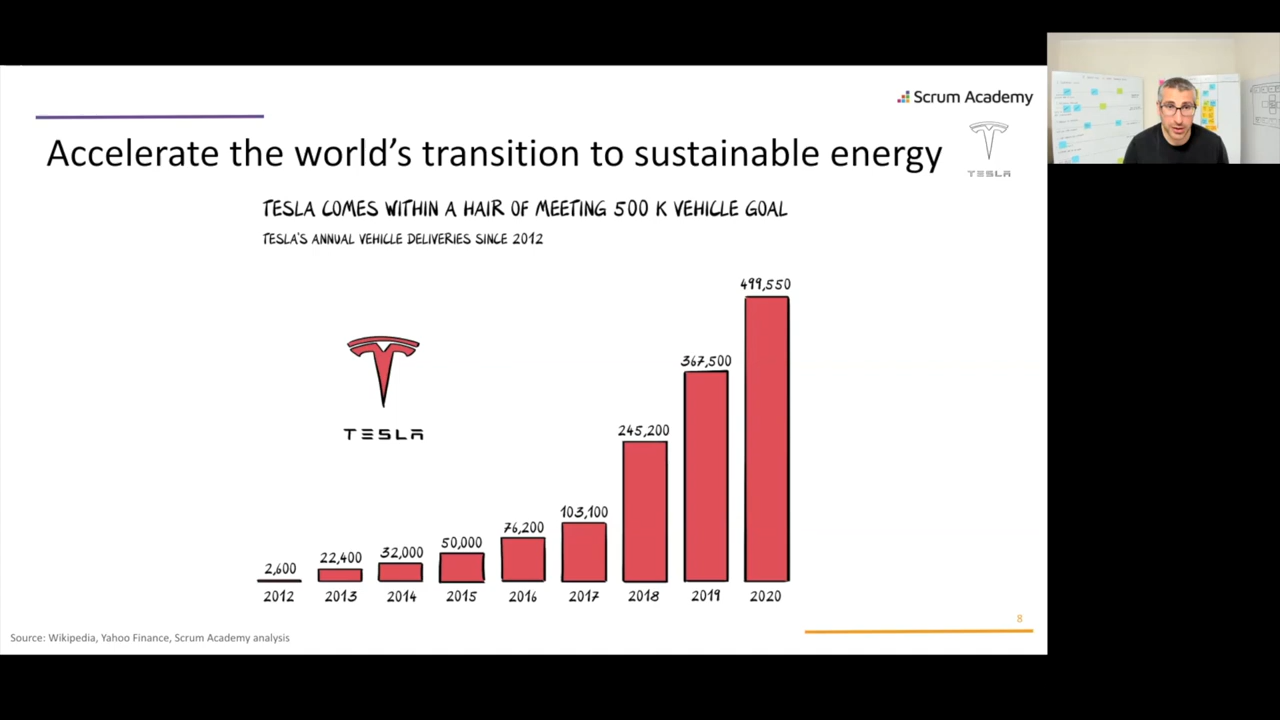 Scrum Academy
Accelerate the world's transition to sustainable energy
TESLA
TESLA COMES WITHIN A HAIR OF MEETING 500 K VEHICLE GOAL
TESLA'S ANNUAL VEHICLE DELIVERIES SINCE 2012
TESLA
2,600
22,400
32,000
50,000
76,200
103,100
245,200
367,500
499,550
2012 2013 2014 2015 2016 2017 2018 2019 2020
8
Source: Wikipedia, Yahoo Finance, Scrum Academy analysis